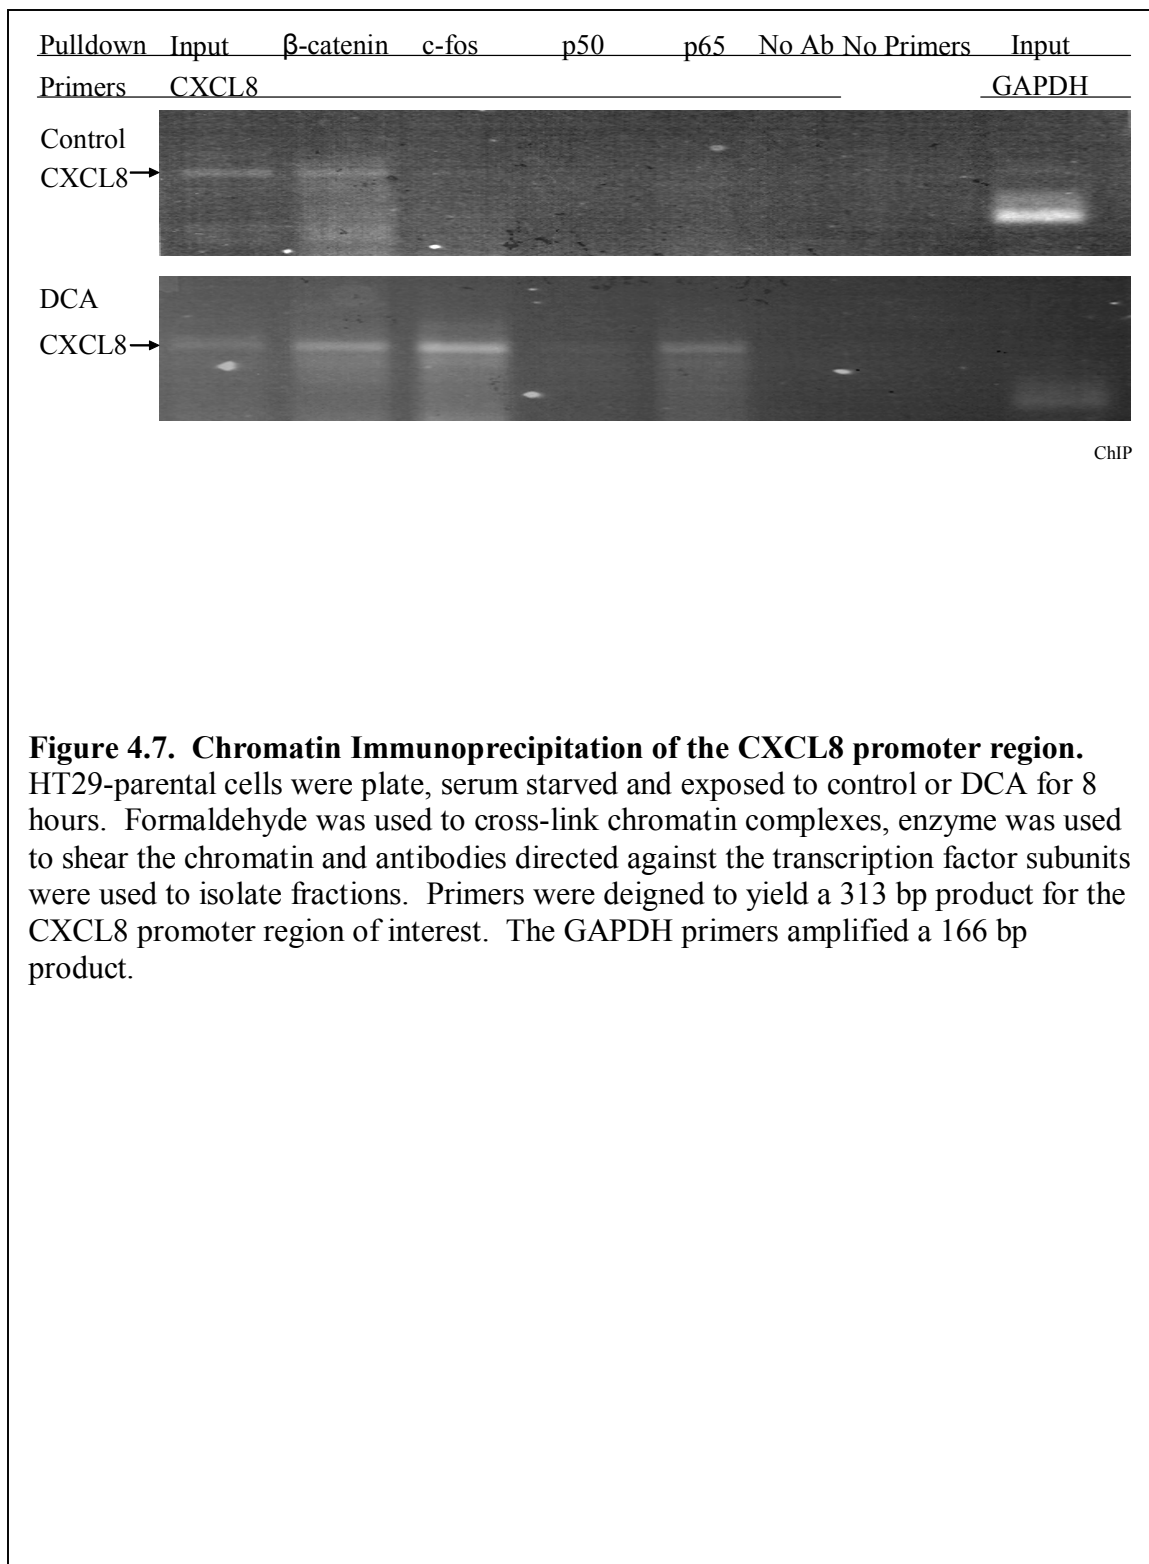 Pulldown Input β-catenin c-fos p50 p65 No Ab No Primers Input
Primers CXCL8 GAPDH
Control
CXCL8
DCA
CXCL8
ChIP
Figure 4.7. Chromatin Immunoprecipitation of the CXCL8 promoter region.
HT29-parental cells were plate, serum starved and exposed to control or DCA for 8
hours. Formaldehyde was used to cross-link chromatin complexes, enzyme was used
to shear the chromatin and antibodies directed against the transcription factor subunits
were used to isolate fractions. Primers were deigned to yield a 313 bp product for the
CXCL8 promoter region of interest. The GAPDH primers amplified a 166 bp
product.